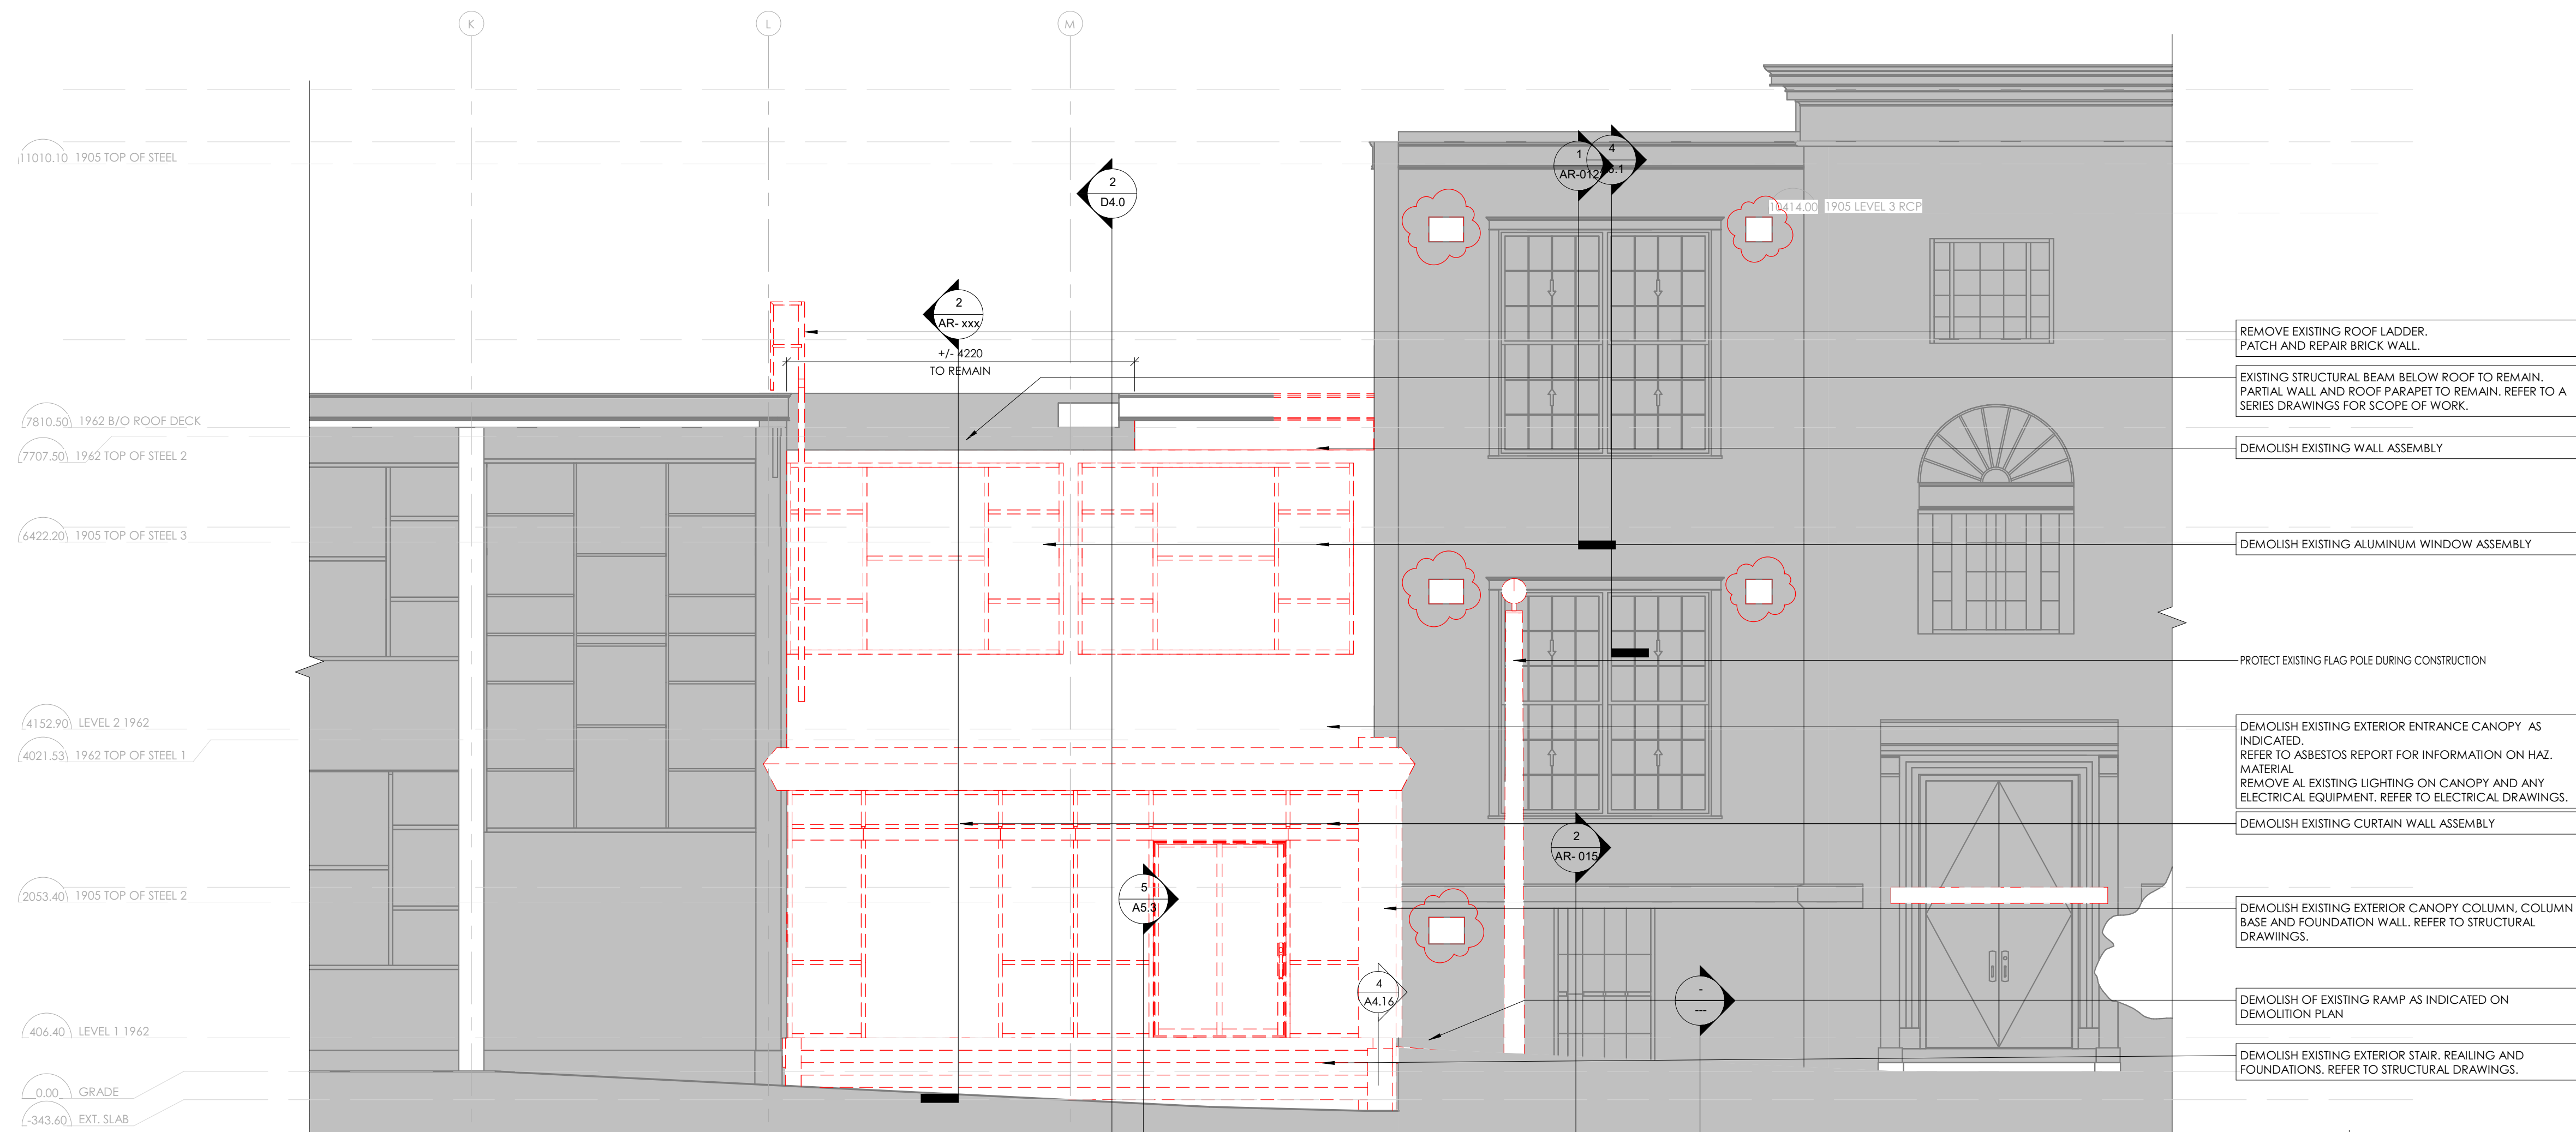 K
L
M
11010.10 1905 TOP OF STEEL
10414.00 1905 LEVEL 3 RCP
7810.50 1962 B/O ROOF DECK
7707.50 1962 TOP OF STEEL 2
6422.20 1905 TOP OF STEEL 3
4152.90 LEVEL 2 1962
4021.53 1962 TOP OF STEEL 1
2053.40 1905 TOP OF STEEL 2
406.40 LEVEL 1 1962
0.00 GRADE
-343.60 EXT. SLAB
2
D4.0
2
AR- xxx
+/- 4220
TO REMAIN
1
AR-012
4
2
AR- 015
5
A5.3
4
A4.16
-
---
REMOVE EXISTING ROOF LADDER.
PATCH AND REPAIR BRICK WALL.
EXISTING STRUCTURAL BEAM BELOW ROOF TO REMAIN.
PARTIAL WALL AND ROOF PARAPET TO REMAIN. REFER TO A
SERIES DRAWINGS FOR SCOPE OF WORK.
DEMOLISH EXISTING WALL ASSEMBLY
DEMOLISH EXISTING ALUMINUM WINDOW ASSEMBLY
PROTECT EXISTING FLAG POLE DURING CONSTRUCTION
DEMOLISH EXISTING EXTERIOR ENTRANCE CANOPY AS
INDICATED.
REFER TO ASBESTOS REPORT FOR INFORMATION ON HAZ.
MATERIAL
REMOVE AL EXISTING LIGHTING ON CANOPY AND ANY
ELECTRICAL EQUIPMENT. REFER TO ELECTRICAL DRAWINGS.
DEMOLISH EXISTING CURTAIN WALL ASSEMBLY
DEMOLISH EXISTING EXTERIOR CANOPY COLUMN, COLUMN
BASE AND FOUNDATION WALL. REFER TO STRUCTURAL
DRAWIINGS.
DEMOLISH OF EXISTING RAMP AS INDICATED ON
DEMOLITION PLAN
DEMOLISH EXISTING EXTERIOR STAIR. REAILING AND
FOUNDATIONS. REFER TO STRUCTURAL DRAWINGS.